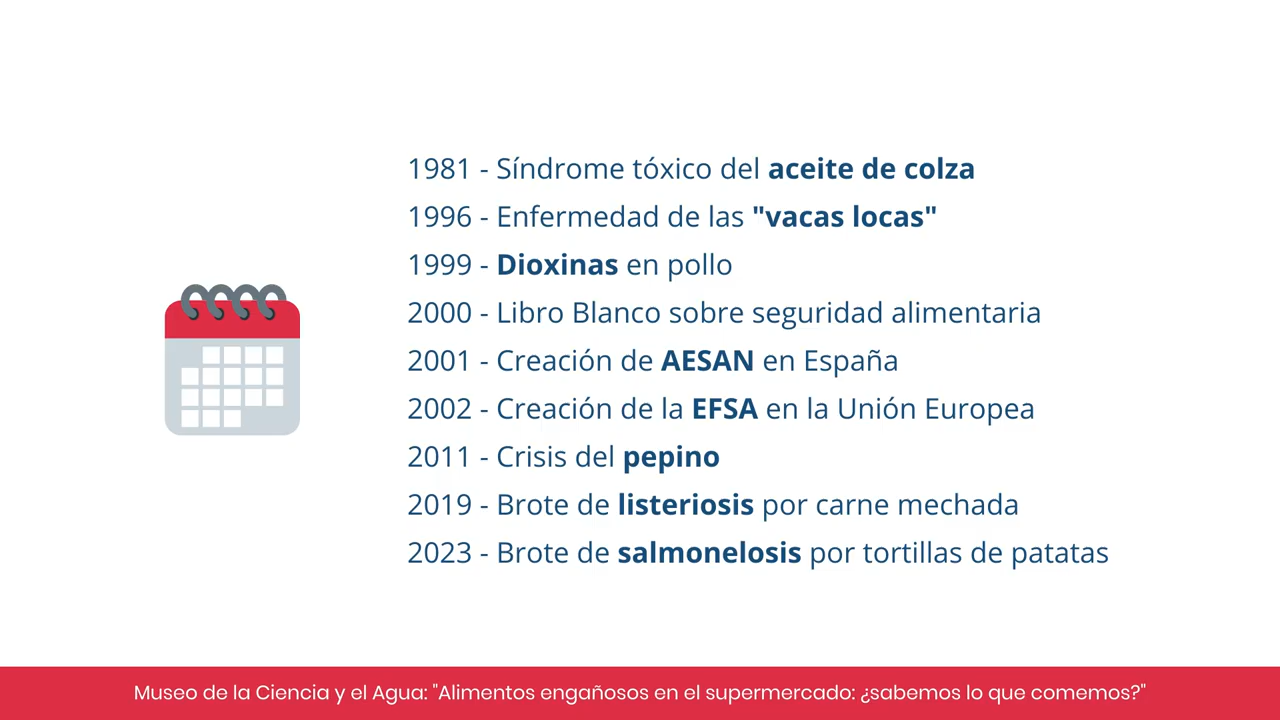 1981 - Síndrome tóxico del aceite de colza
1996 - Enfermedad de las "vacas locas"
1999 - Dioxinas en pollo
2000 - Libro Blanco sobre seguridad alimentaria
2001 - Creación de AESAN en España
2002 - Creación de la EFSA en la Unión Europea
2011 - Crisis del pepino
2019 - Brote de listeriosis por carne mechada
2023 - Brote de salmonelosis por tortillas de patatas
Museo de la Ciencia y el Agua: "Alimentos engañosos en el supermercado: ¿sabemos lo que comemos?"